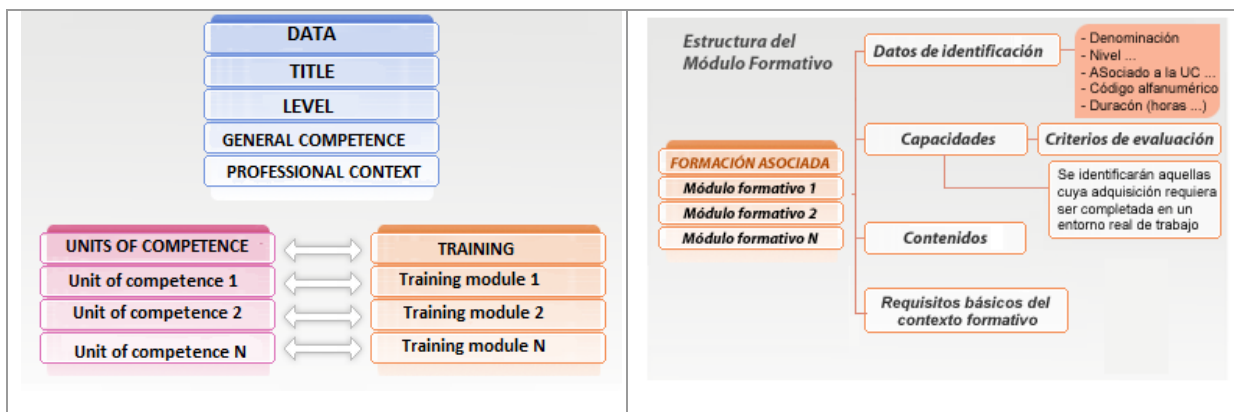 DATA
TITLE
LEVEL
GENERAL COMPETENCE
PROFESSIONAL CONTEXT
UNITS OF COMPETENCE
TRAINING
Unit of competence 1
Training module 1
Unit of competence 2
Training module 2
Unit of competence N
Training module N
Estructura del
Módulo Formativo
FORMACIÓN ASOCIADA
Módulo formativo 1
Módulo formativo 2
Módulo formativo N
Datos de identificación
- Denominación
- Nivel ...
- ASociado a la UC ...
- Código alfanumérico
- Duracón (horas ...)
Capacidades
Criterios de evaluación
Se identificarán aquellas
cuya adquisición requiera
ser completada en un
entorno real de trabajo
Contenidos
Requisitos básicos del
contexto formativo